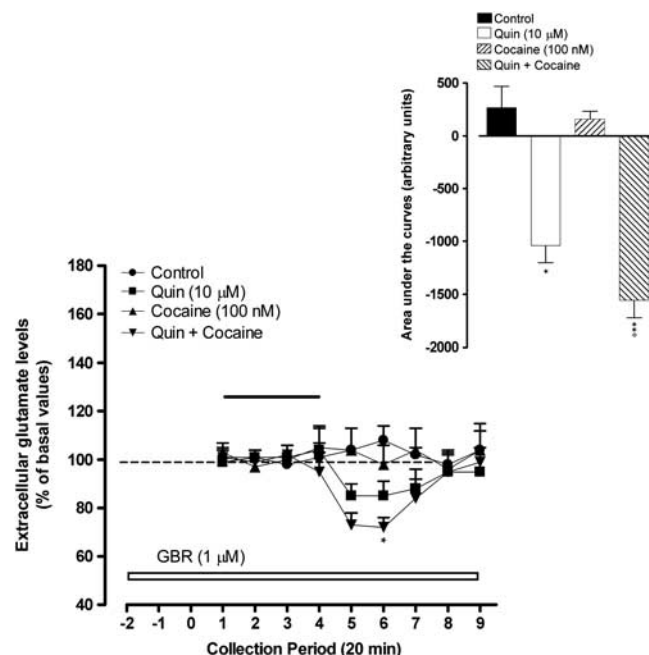 Control
Quin (10 μM)
Cocaine (100 nM)
Quin + Cocaine
Area under the curves (arbitrary units)
500
0
-500
-1000
-1500
-2000
*
*
Extracellular glutamate levels
(% of basal values)
180
160
140
120
100
80
60
40
Control
Quin (10 μM)
Cocaine (100 nM)
Quin + Cocaine
*
GBR (1 μM)
-2 -1 0 1 2 3 4 5 6 7 8 9
Collection Period (20 min)